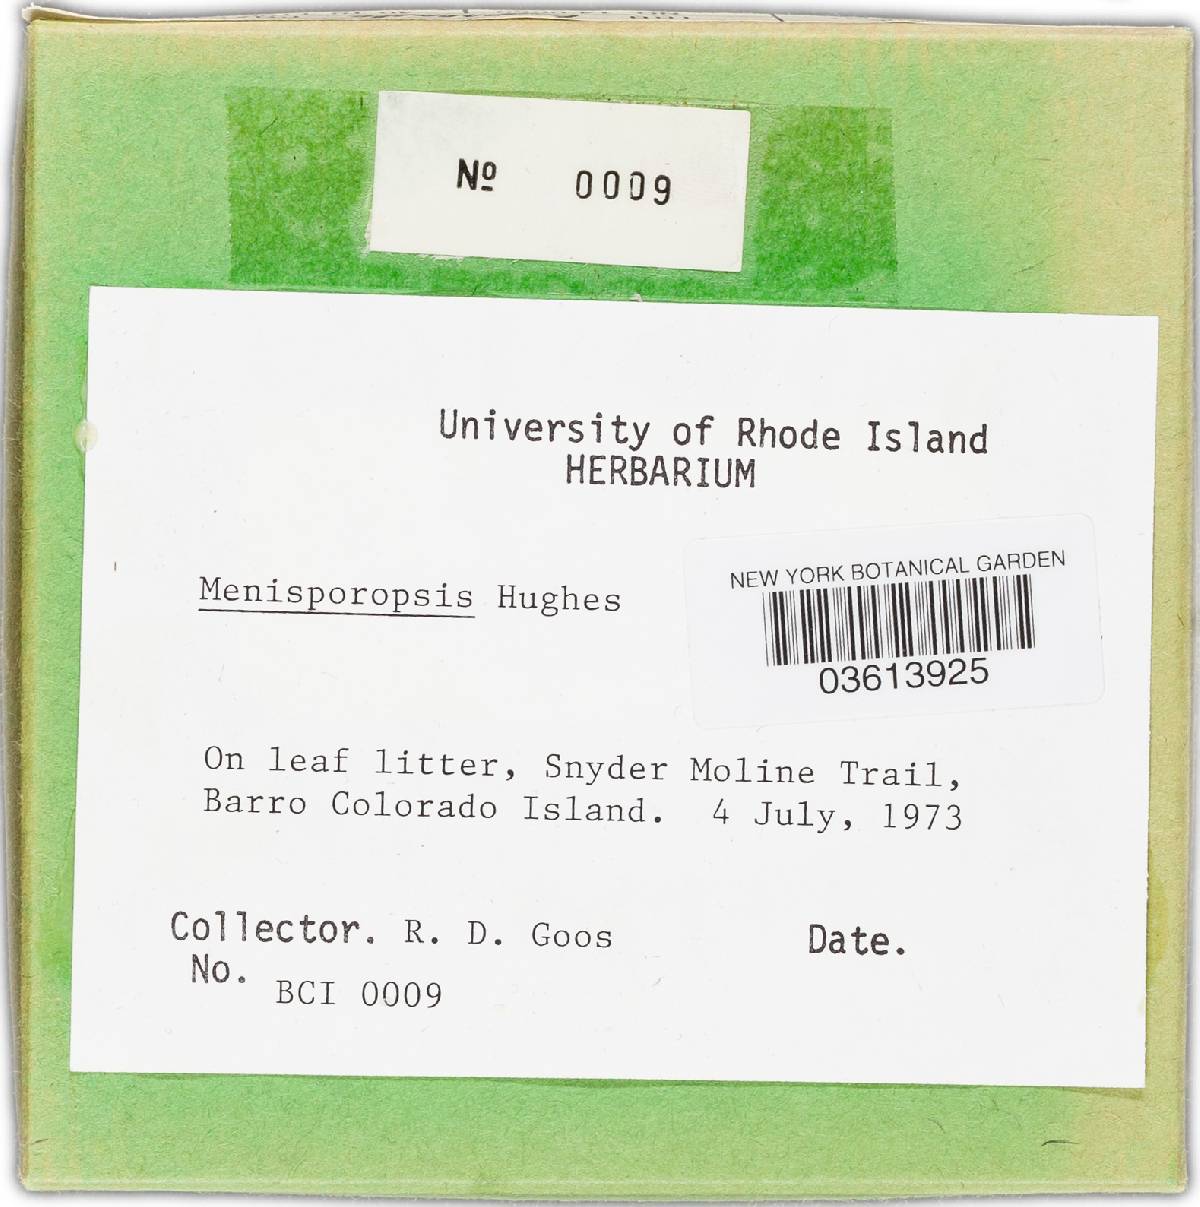 Nº 0009
University of Rhode Island
HERBARIUM
NEW YORK BOTANICAL GARDEN
03613925
Menisporopsis Hughes
On leaf litter, Snyder Moline Trail,
Barro Colorado Island. 4 July, 1973
Collector. R. D. Goos Date.
No. BCI 0009